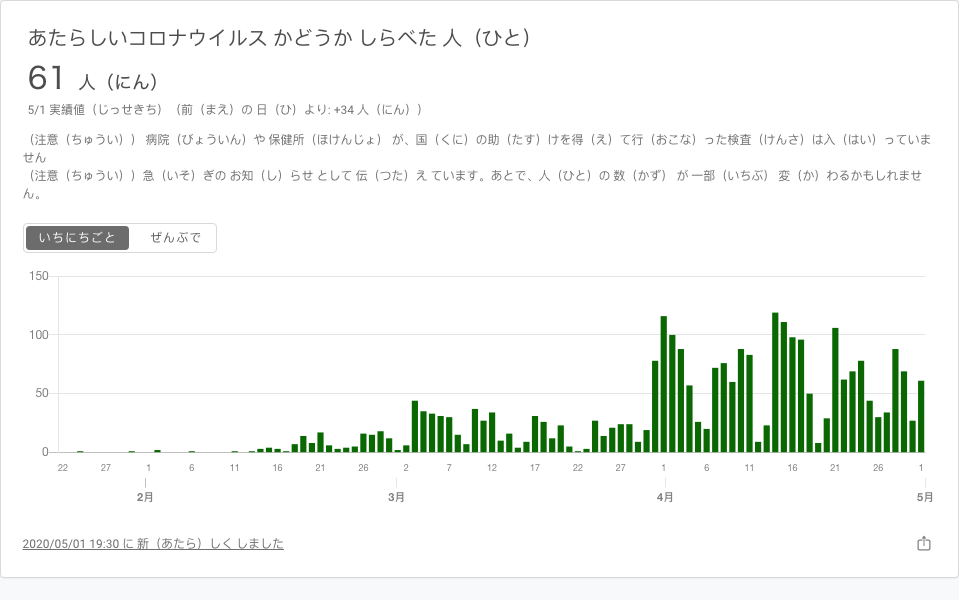 あたらしいコロナウイルス かどうか しらべた 人（ひと）
61 人（にん）
5/1 実績値（じっせきち）（前（まえ）の 日（ひ）より: +34 人（にん））
（注意（ちゅうい）） 病院（びょういん）や 保健所（ほけんじょ） が、国（くに）の助（たす）けを得（え）て行（おこな）った検査（けんさ）は入（はい）っていま
せん
（注意（ちゅうい））急（いそ）ぎの お知（し）らせ として 伝（つた）え ています。あとで、人（ひと）の 数（かず） が 一部（いちぶ） 変（か）わるかもしれませ
ん。
いちにちごと ぜんぶで
150
100
50
0
22 27 1 6 11 16 21 26 2 7 12 17 22 27 1 6 11 16 21 26 1
2月 3月 4月 5月
2020/05/01 19:30 に 新（あたら）しく しました